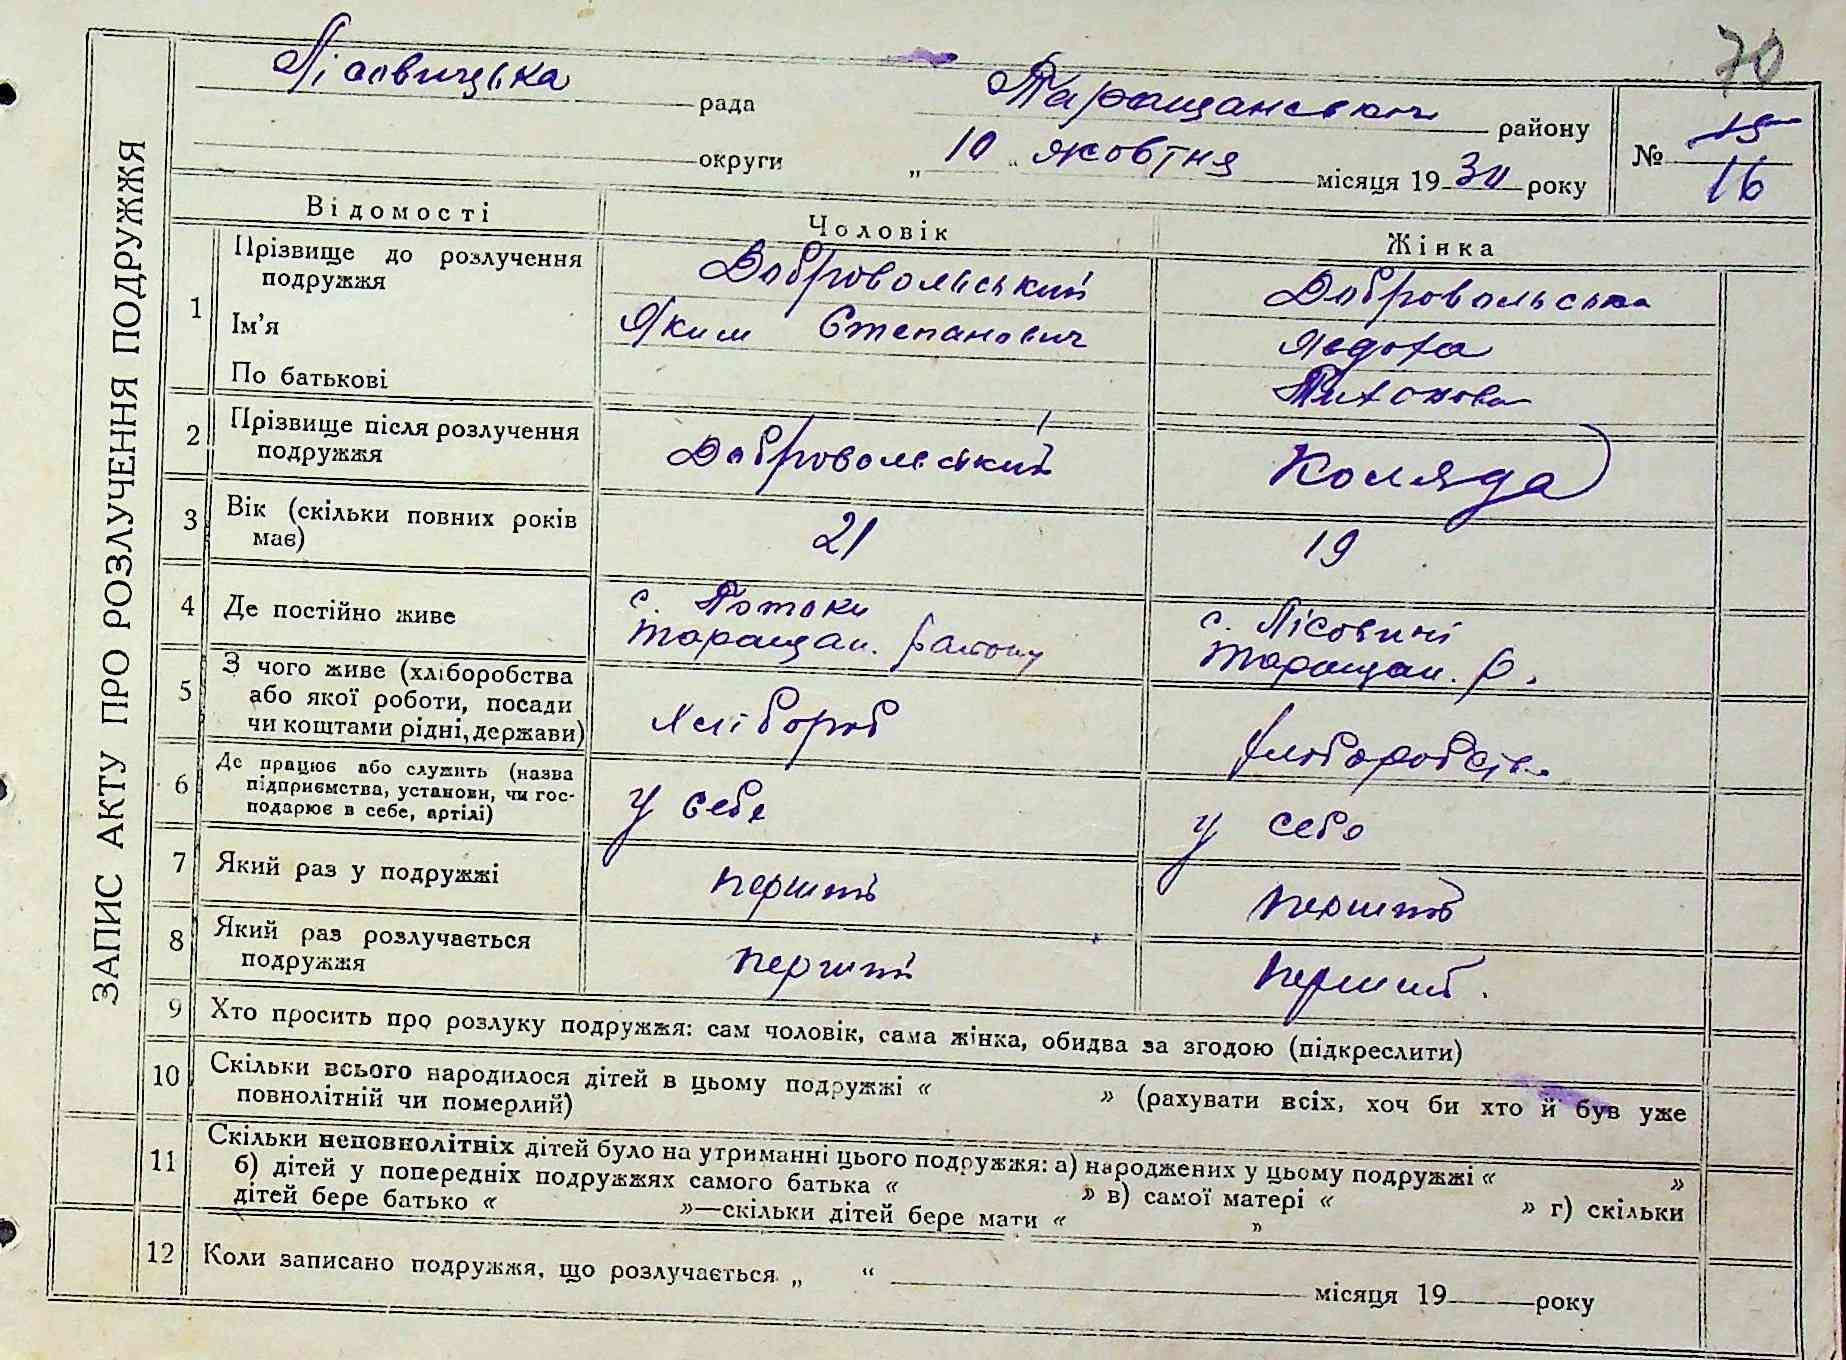 70
Лісовицька рада Таращанськ. району
округи „ 10 “ жовтня місяця 1930 року
№ 15
16
ЗАПИС АКТУ ПРО РОЗЛУЧЕННЯ ПОДРУЖЖЯ
Відомості Чоловік Жінка
1 Прізвище до розлучення подружжя Добровольський Добровольська
Ім’я Яким Степанович Явдоха
По батькові Тихонова
2 Прізвище після розлучення подружжя Добровольський Коляда
3 Вік (скільки повних років має) 21 19
4 Де постійно живе с. Потоки с. Лісовичі
Таращан. району Таращан. р.
5 З чого живе (хліборобства
або якої роботи, посади
чи коштами рідні, держави) Хлібороб
6 Де працює або служить (назва
підприємства, установи, чи гос-
подарює в себе, артілі) у себе у себе
7 Який раз у подружжі перший перший
8 Який раз розлучається
подружжя перший перший.
9 Хто просить про розлуку подружжя: сам чоловік, сама жінка, обидва за згодою (підкреслити)
10 Скільки всього народилося дітей в цьому подружжі « » (рахувати всіх, хоч би хто й був уже
повнолітній чи померлий)
11 Скільки неповнолітніх дітей було на утриманні цього подружжя: а) народжених у цьому подружжі « »
б) дітей у попередніх подружжях самого батька « » в) самої матері « » г) скільки
дітей бере батько « »—скільки дітей бере мати « »
12 Коли записано подружжя, що розлучається „ “ місяця 19 року